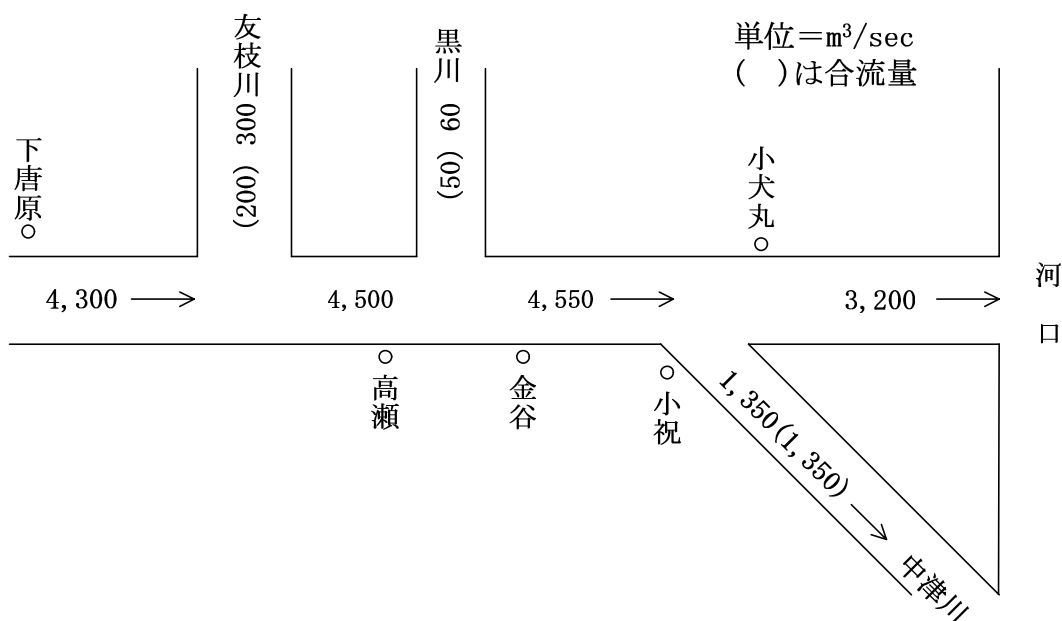 単位＝m³/sec
(　)は合流量
友枝川
(200) 300
黒川
(50) 60
下唐原
小犬丸
4,300
4,500
4,550
3,200
河口
高瀬
金谷
小祝
1,350(1,350)
中津川